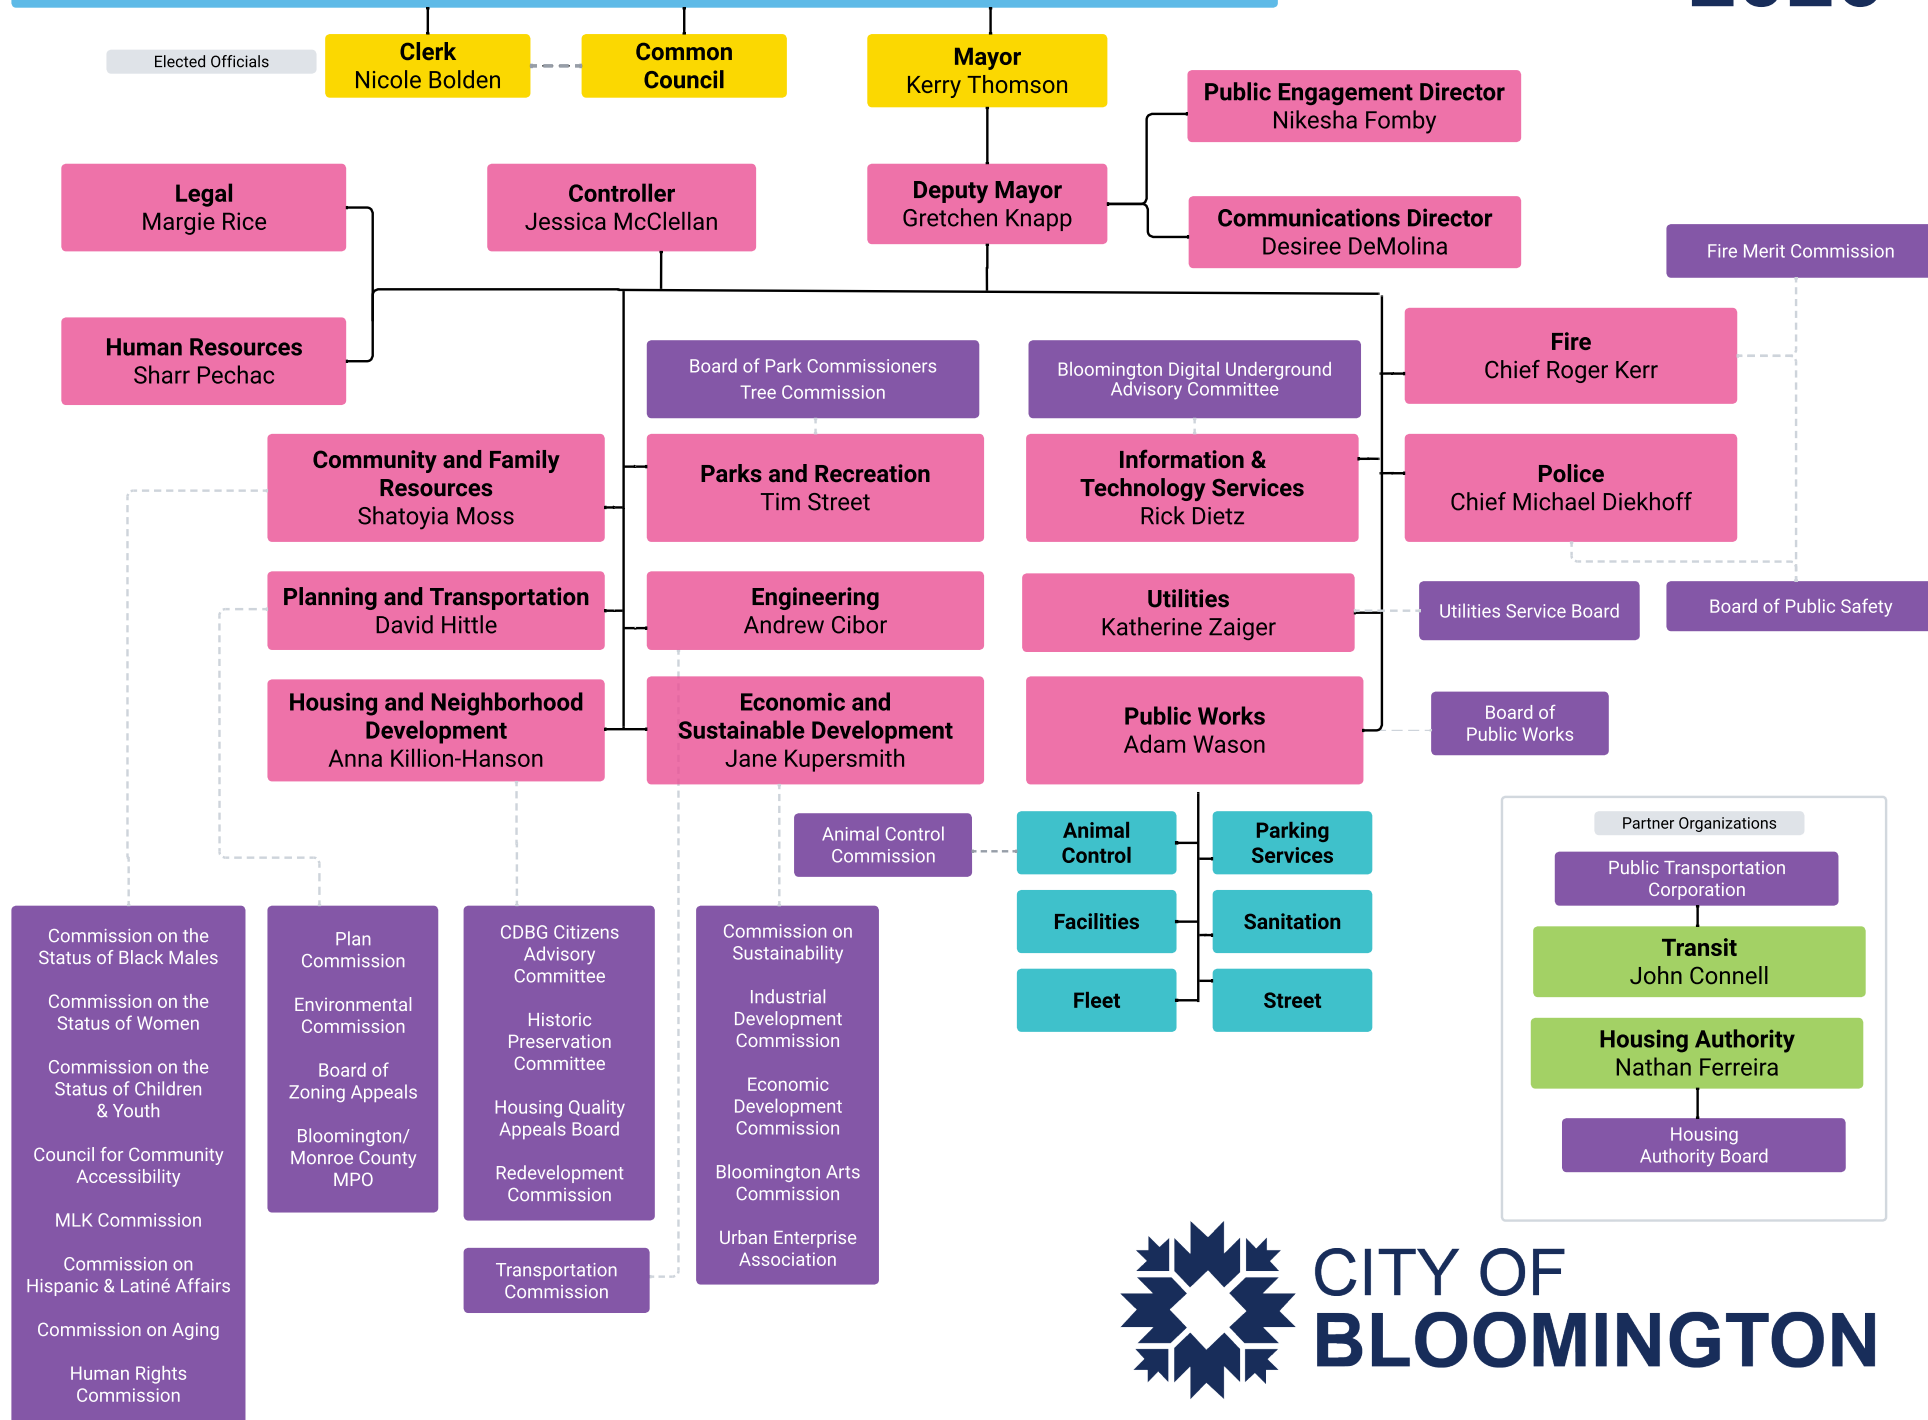 Elected Officials
Clerk
Nicole Bolden
Common
Council
Mayor
Kerry Thomson
Public Engagement Director
Nikesha Fomby
Legal
Margie Rice
Controller
Jessica McClellan
Deputy Mayor
Gretchen Knapp
Communications Director
Desiree DeMolina
Fire Merit Commission
Human Resources
Sharr Pechac
Board of Park Commissioners
Tree Commission
Bloomington Digital Underground
Advisory Committee
Fire
Chief Roger Kerr
Community and Family
Resources
Shatoyia Moss
Parks and Recreation
Tim Street
Information &
Technology Services
Rick Dietz
Police
Chief Michael Diekhoff
Planning and Transportation
David Hittle
Engineering
Andrew Cibor
Utilities
Katherine Zaiger
Utilities Service Board
Board of Public Safety
Housing and Neighborhood
Development
Anna Killion-Hanson
Economic and
Sustainable Development
Jane Kupersmith
Public Works
Adam Wason
Board of
Public Works
Animal Control
Commission
Animal
Control
Parking
Services
Facilities
Sanitation
Fleet
Street
Partner Organizations
Public Transportation
Corporation
Transit
John Connell
Housing Authority
Nathan Ferreira
Housing
Authority Board
Commission on the
Status of Black Males
Commission on the
Status of Women
Commission on the
Status of Children
& Youth
Council for Community
Accessibility
MLK Commission
Commission on
Hispanic & Latiné Affairs
Commission on Aging
Human Rights
Commission
Plan
Commission
Environmental
Commission
Board of
Zoning Appeals
Bloomington/
Monroe County
MPO
CDBG Citizens
Advisory
Committee
Historic
Preservation
Committee
Housing Quality
Appeals Board
Redevelopment
Commission
Transportation
Commission
Commission on
Sustainability
Industrial
Development
Commission
Economic
Development
Commission
Bloomington Arts
Commission
Urban Enterprise
Association
CITY OF
BLOOMINGTON